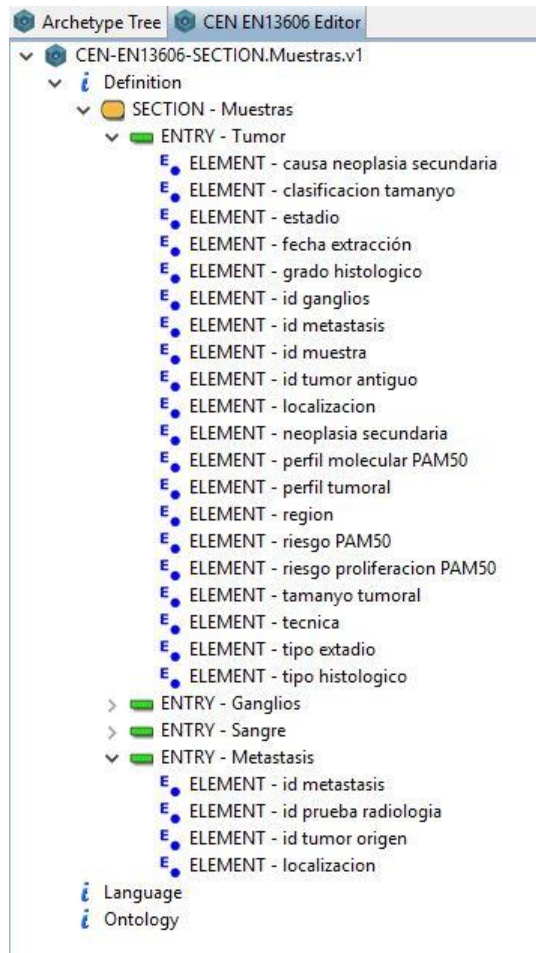 Archetype Tree CEN EN13606 Editor
CEN-EN13606-SECTION.Muestras.v1
Definition
SECTION - Muestras
ENTRY - Tumor
ELEMENT - causa neoplasia secundaria
ELEMENT - clasificacion tamanyo
ELEMENT - estadio
ELEMENT - fecha extracción
ELEMENT - grado histologico
ELEMENT - id ganglios
ELEMENT - id metastasis
ELEMENT - id muestra
ELEMENT - id tumor antiguo
ELEMENT - localizacion
ELEMENT - neoplasia secundaria
ELEMENT - perfil molecular PAM50
ELEMENT - perfil tumoral
ELEMENT - region
ELEMENT - riesgo PAM50
ELEMENT - riesgo proliferacion PAM50
ELEMENT - tamanyo tumoral
ELEMENT - tecnica
ELEMENT - tipo extadio
ELEMENT - tipo histologico
ENTRY - Ganglios
ENTRY - Sangre
ENTRY - Metastasis
ELEMENT - id metastasis
ELEMENT - id prueba radiologia
ELEMENT - id tumor origen
ELEMENT - localizacion
Language
Ontology